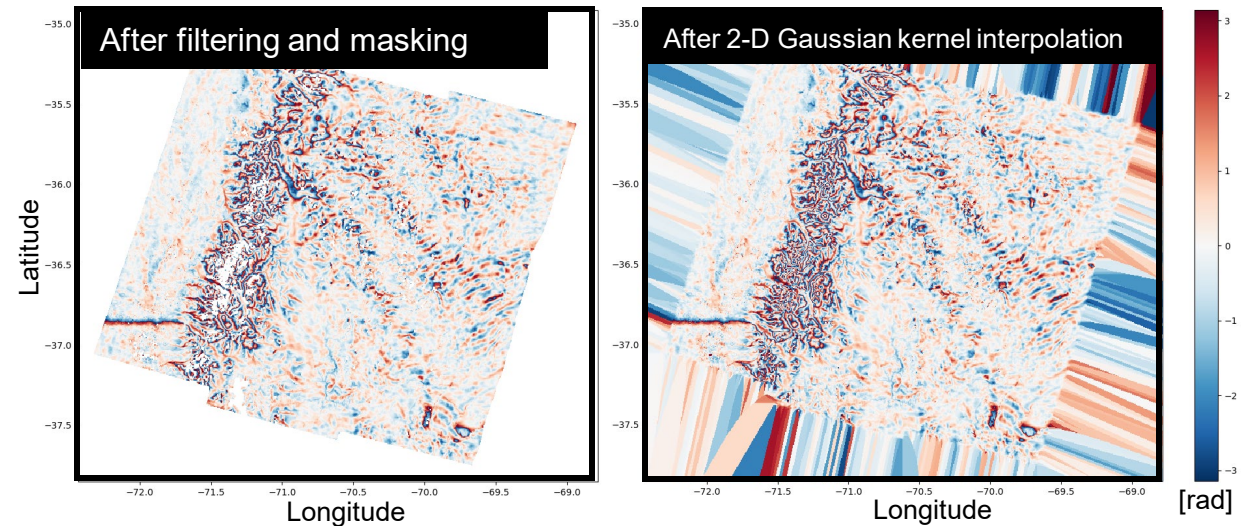 After filtering and masking
−35.0
−35.5
−36.0
−36.5
−37.0
−37.5
Latitude
−72.0 −71.5 −71.0 −70.5 −70.0 −69.5 −69.0
Longitude
After 2-D Gaussian kernel interpolation
−35.0
−35.5
−36.0
−36.5
−37.0
−37.5
−72.0 −71.5 −71.0 −70.5 −70.0 −69.5 −69.0
Longitude
3
2
1
0
−1
−2
−3
[rad]